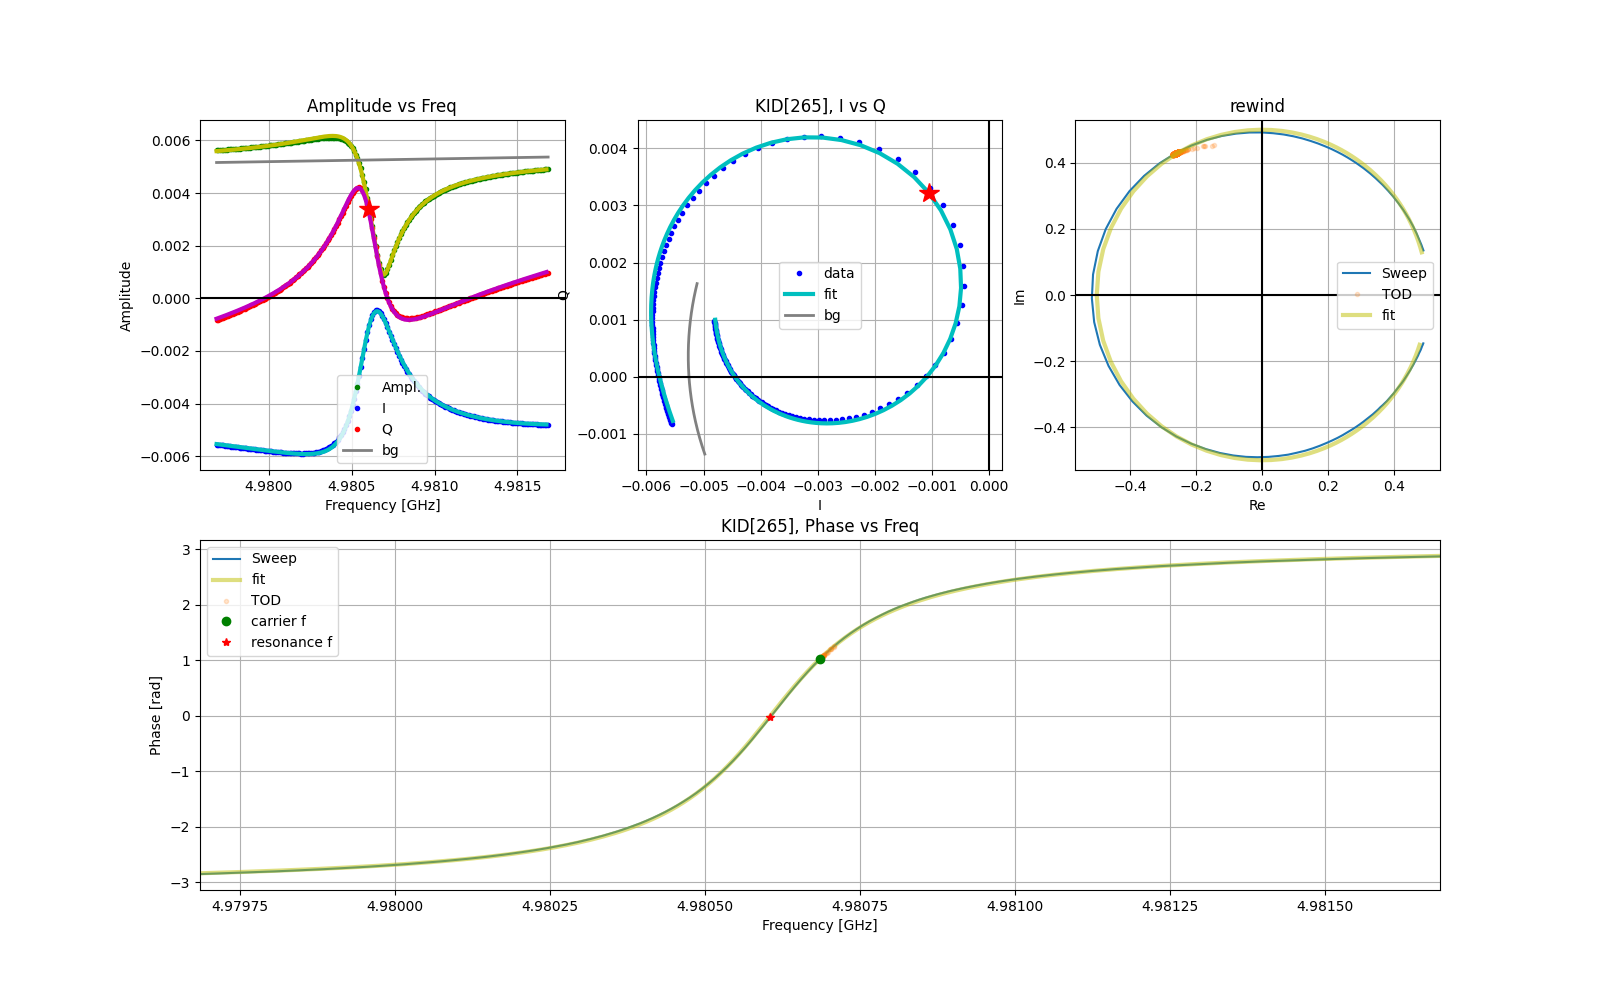 Amplitude vs Freq
Amplitude
0.006
0.004
0.002
0.000
−0.002
−0.004
−0.006
Ampl.
I
Q
bg
4.9800
4.9805
4.9810
4.9815
Frequency [GHz]
KID[265], I vs Q
Q
0.004
0.003
0.002
0.001
0.000
−0.001
data
fit
bg
−0.006
−0.005
−0.004
−0.003
−0.002
−0.001
0.000
I
rewind
Im
0.4
0.2
0.0
−0.2
−0.4
Sweep
TOD
fit
−0.4
−0.2
0.0
0.2
0.4
Re
KID[265], Phase vs Freq
Phase [rad]
3
2
1
0
−1
−2
−3
Sweep
fit
TOD
carrier f
resonance f
4.97975
4.98000
4.98025
4.98050
4.98075
4.98100
4.98125
4.98150
Frequency [GHz]